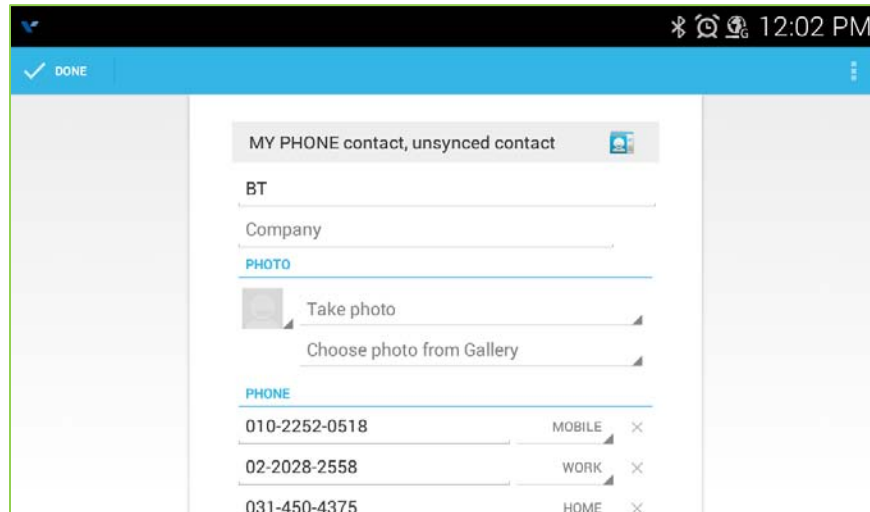 12:02 PM
DONE
MY PHONE contact, unsynced contact
BT
Company
PHOTO
Take photo
Choose photo from Gallery
PHONE
010-2252-0518 MOBILE ×
02-2028-2558 WORK ×
031-450-4375 HOME ×